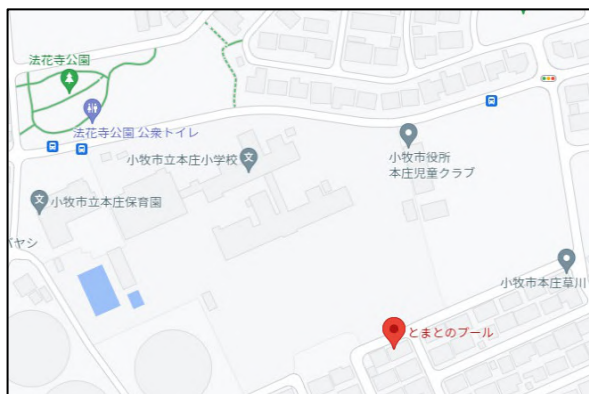 法花寺公園
法花寺公園 公衆トイレ
小牧市立本庄小学校
小牧市役所
本庄児童クラブ
小牧市立本庄保育園
バヤシ
小牧市本庄草川
とまとのプール